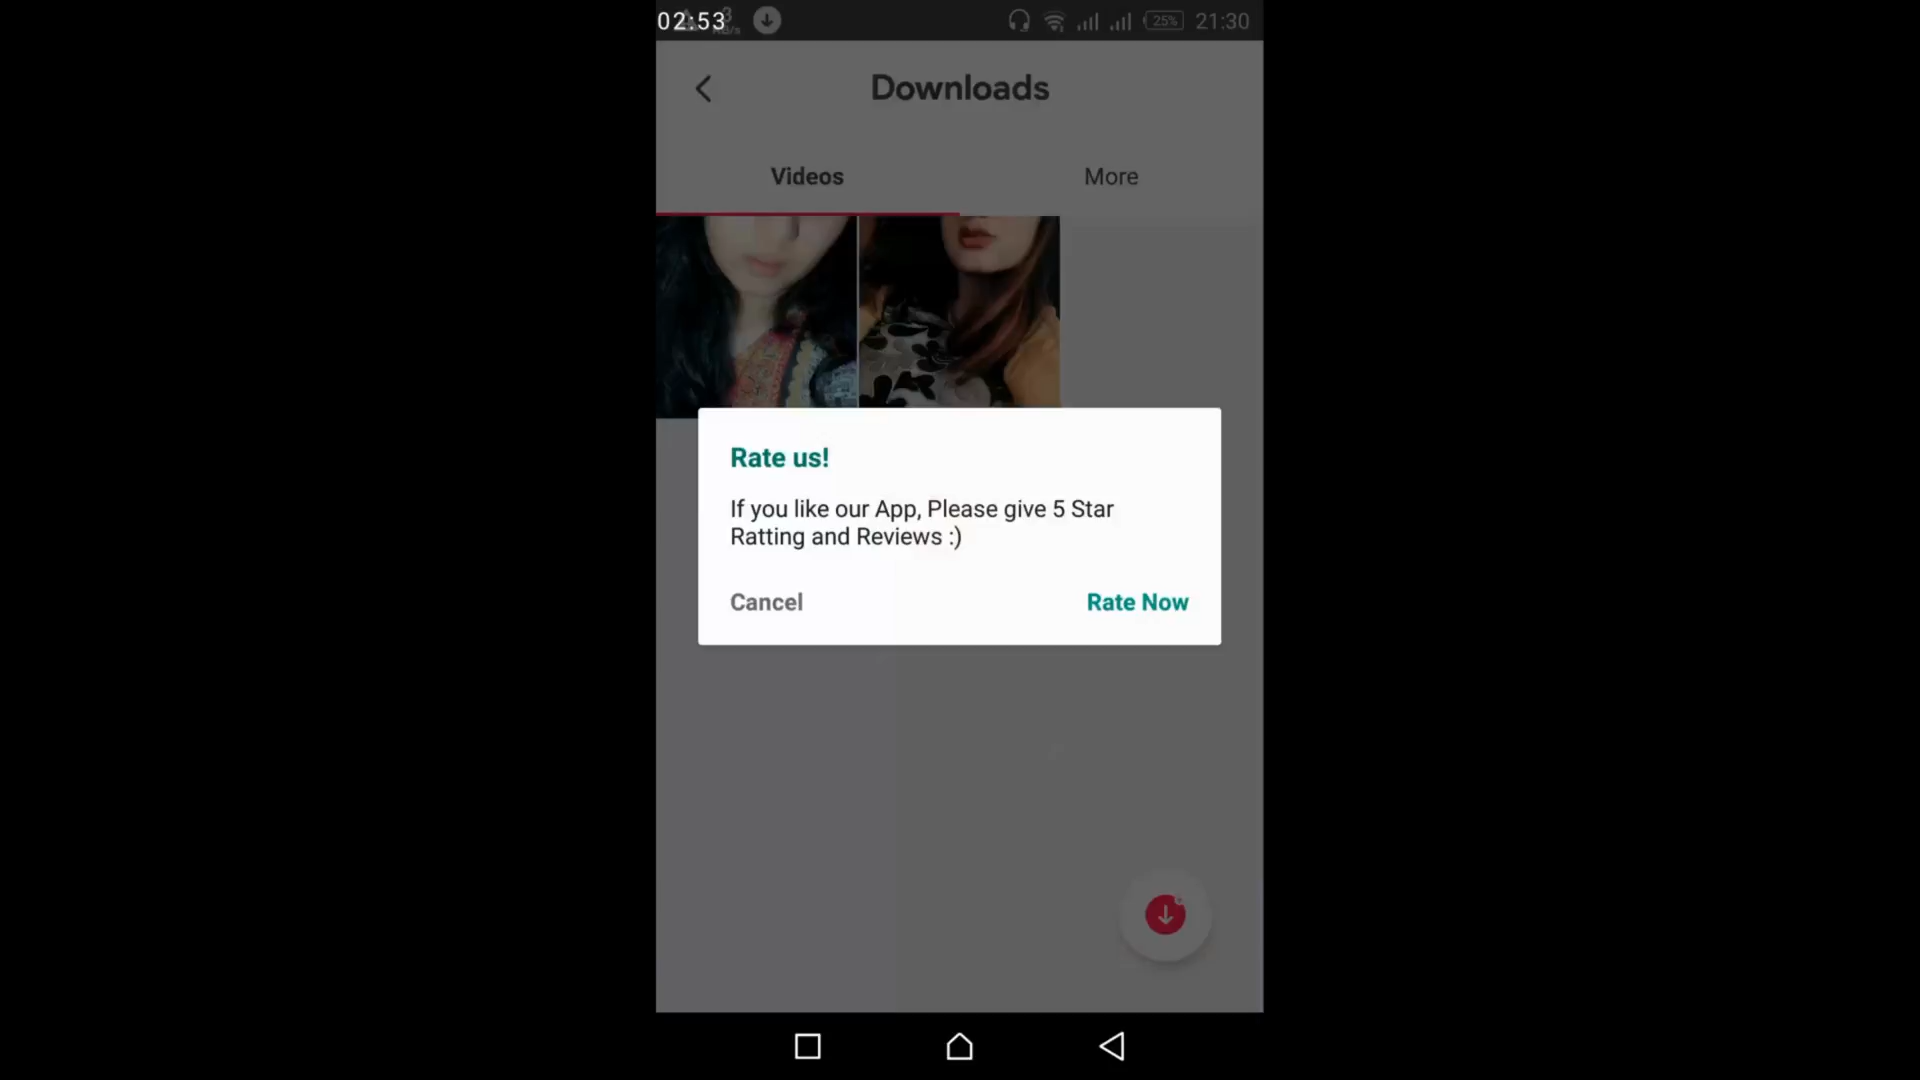 02:53
25%
21:30
Downloads
Videos
More
Rate us!
If you like our App, Please give 5 Star
Ratting and Reviews :)
Cancel
Rate Now